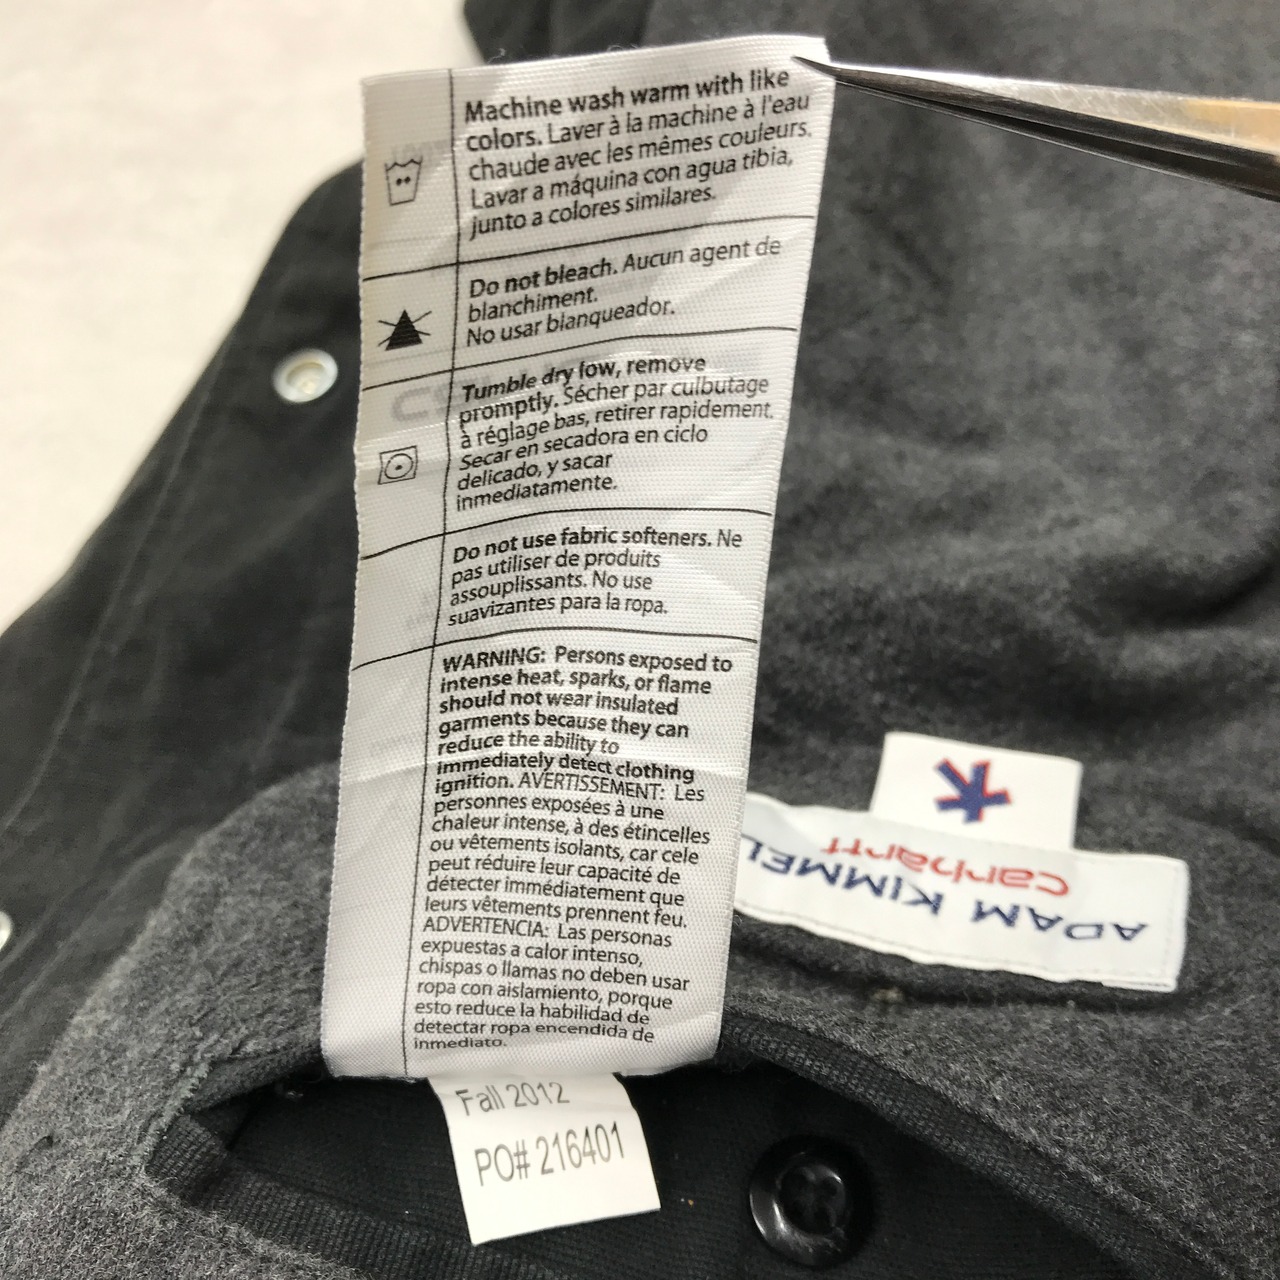 Machine wash warm with like
colors. Laver à la machine à l'eau
chaude avec les mêmes couleurs.
Lavar a máquina con agua tibia,
junto a colores similares.
Do not bleach. Aucun agent de
blanchiment.
No usar blanqueador.
Tumble dry low, remove
promptly. Sécher par culbutage
à réglage bas, retirer rapidement.
Secar en secadora en ciclo
delicado, y sacar
inmediatamente.
Do not use fabric softeners. Ne
pas utiliser de produits
assouplissants. No use
suavizantes para la ropa.
WARNING: Persons exposed to
intense heat, sparks, or flame
should not wear insulated
garments because they can
reduce the ability to
immediately detect clothing
ignition. AVERTISSEMENT: Les
personnes exposées à une
chaleur intense, à des étincelles
ou vêtements isolants, car cele
peut réduire leur capacité de
détecter immédiatement que
leurs vêtements prennent feu.
ADVERTENCIA: Las personas
expuestas a calor intenso,
chispas o llamas no deben usar
ropa con aislamiento, porque
esto reduce la habilidad de
detectar ropa encendida de
inmediato.
Fall 2012
PO# 216401
ADAM KIMMEL
carhartt